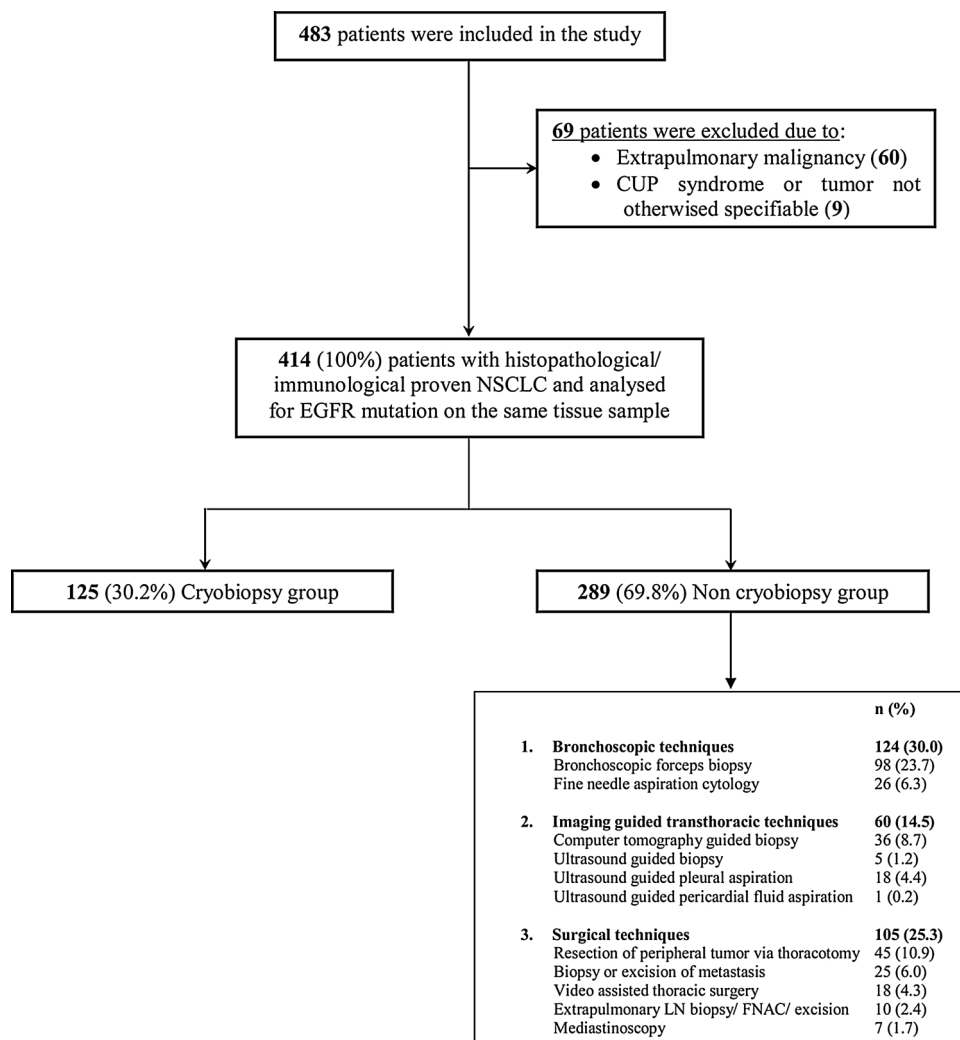 483 patients were included in the study
69 patients were excluded due to:
• Extrapulmonary malignancy (60)
• CUP syndrome or tumor not
otherwised specifiable (9)
414 (100%) patients with histopathological/
immunological proven NSCLC and analysed
for EGFR mutation on the same tissue sample
125 (30.2%) Cryobiopsy group
289 (69.8%) Non cryobiopsy group
n (%)
1. Bronchoscopic techniques 124 (30.0)
Bronchoscopic forceps biopsy 98 (23.7)
Fine needle aspiration cytology 26 (6.3)
2. Imaging guided transthoracic techniques 60 (14.5)
Computer tomography guided biopsy 36 (8.7)
Ultrasound guided biopsy 5 (1.2)
Ultrasound guided pleural aspiration 18 (4.4)
Ultrasound guided pericardial fluid aspiration 1 (0.2)
3. Surgical techniques 105 (25.3)
Resection of peripheral tumor via thoracotomy 45 (10.9)
Biopsy or excision of metastasis 25 (6.0)
Video assisted thoracic surgery 18 (4.3)
Extrapulmonary LN biopsy/ FNAC/ excision 10 (2.4)
Mediastinoscopy 7 (1.7)